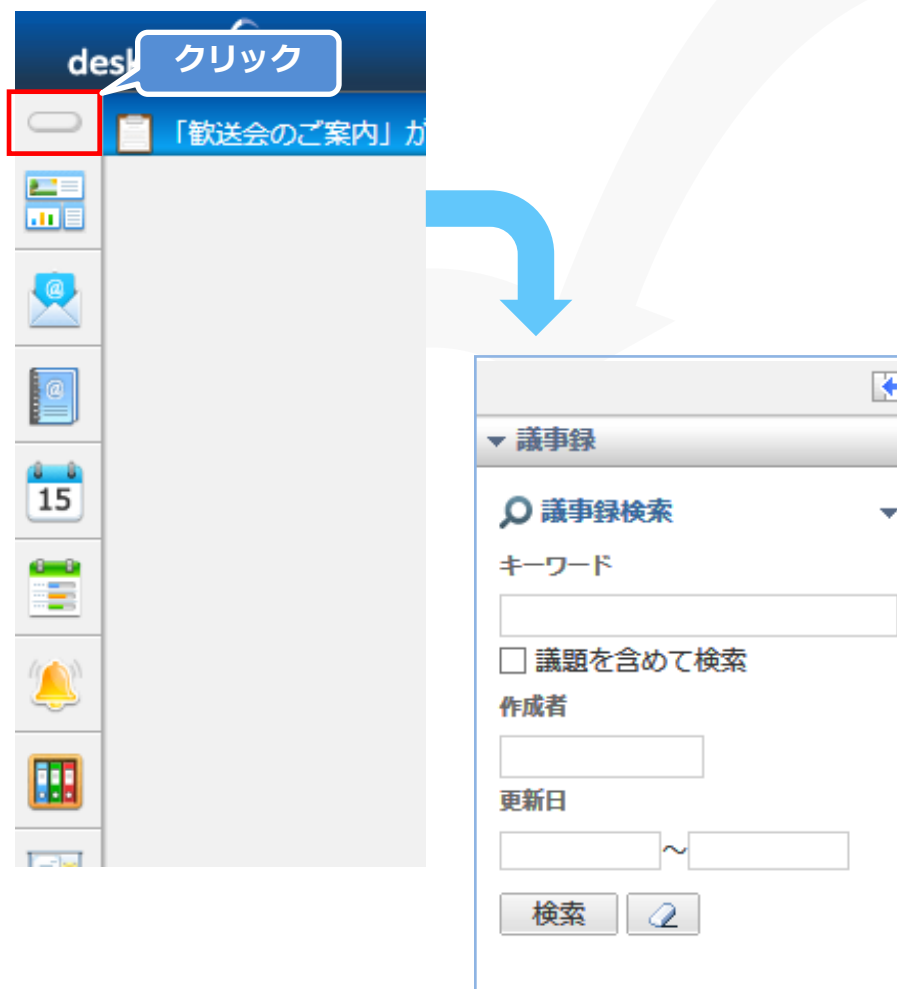 クリック
desk
「歓送会のご案内」が
@
@
15
議事録
議事録検索
キーワード
議題を含めて検索
作成者
更新日
～
検索